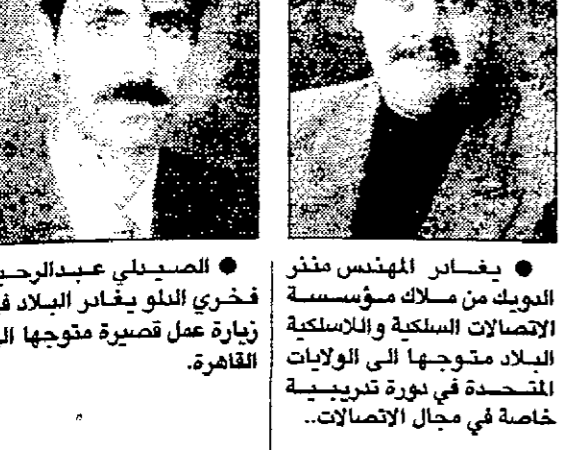 ● يغادر المهندس منذر
الدويك من ملاك مؤسسة
الاتصالات السلكية واللاسلكية
البلاد متوجها الى الولايات
المتحدة في دورة تدريبية
خاصة في مجال الاتصالات..
● الصيدلي
فخري الدلو يغادر البلاد
زيارة عمل قصيرة متوجها
القاهرة.